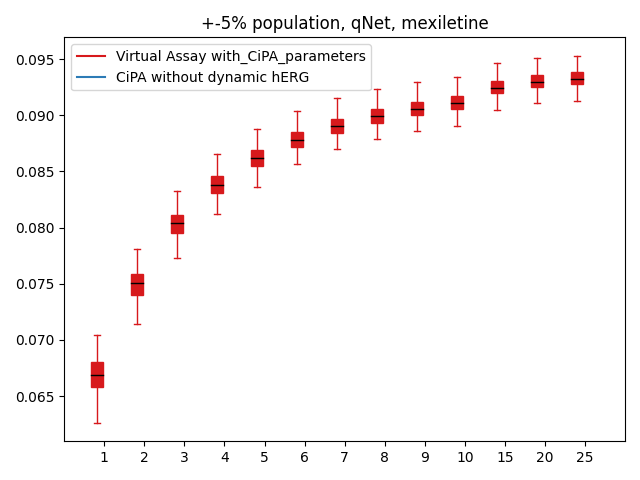 +-5% population, qNet, mexiletine
Virtual Assay with_CiPA_parameters
CiPA without dynamic hERG
0.095
0.090
0.085
0.080
0.075
0.070
0.065
1 2 3 4 5 6 7 8 9 10 15 20 25